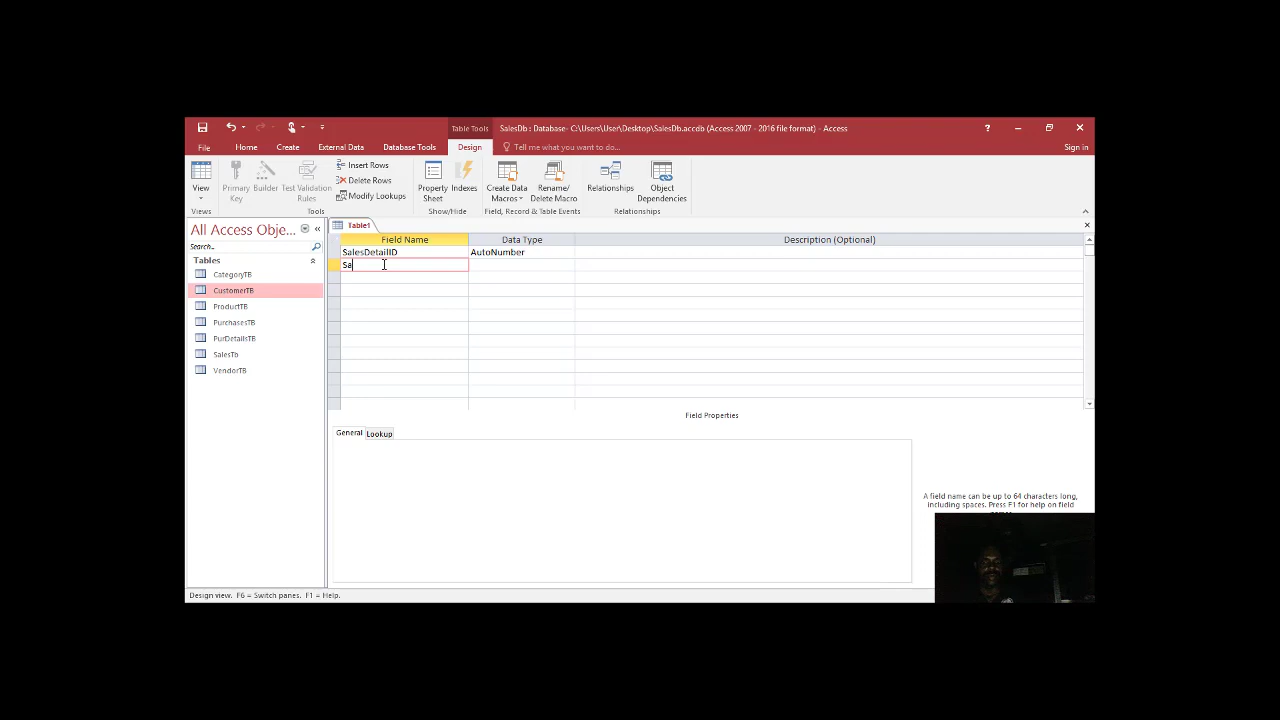 SalesDb : Database- C:\Users\User\Desktop\SalesDb.accdb (Access 2007 - 2016 file format) - Access
Table Tools
File Home Create External Data Database Tools Design Tell me what you want to do... Sign in
View
Views
Primary Key
Builder
Test Validation Rules
Insert Rows
Delete Rows
Modify Lookups
Tools
Property Sheet
Indexes
Show/Hide
Create Data Macros
Rename/ Delete Macro
Field, Record & Table Events
Relationships
Object Dependencies
Relationships
All Access Obje...
Search...
Tables
CategoryTB
CustomerTB
ProductTB
PurchasesTB
PurDetailsTB
SalesTb
VendorTB
Table1
Field Name Data Type Description (Optional)
SalesDetailID AutoNumber
Sa
Field Properties
General Lookup
A field name can be up to 64 characters long,
including spaces. Press F1 for help on field
Design view. F6 = Switch panes. F1 = Help.